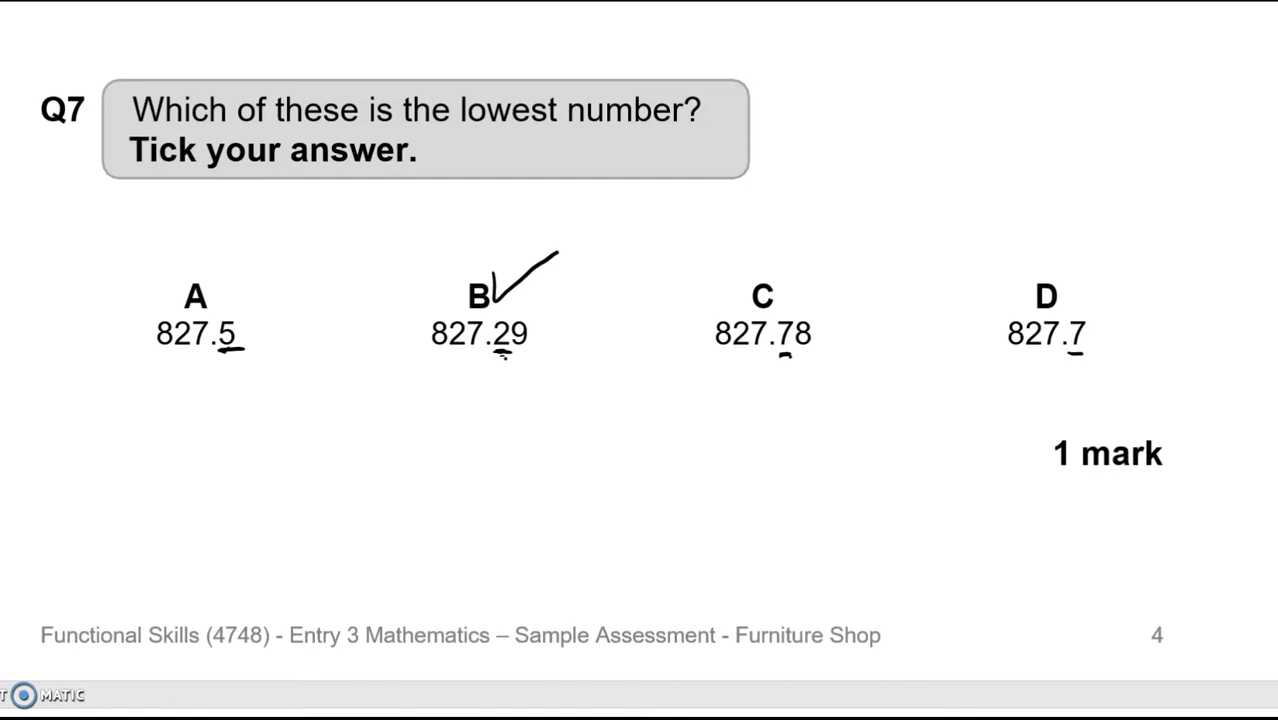 Q7 Which of these is the lowest number?
Tick your answer.
A B C D
827.5 827.29 827.78 827.7
1 mark
Functional Skills (4748) - Entry 3 Mathematics – Sample Assessment - Furniture Shop 4
T MATIC